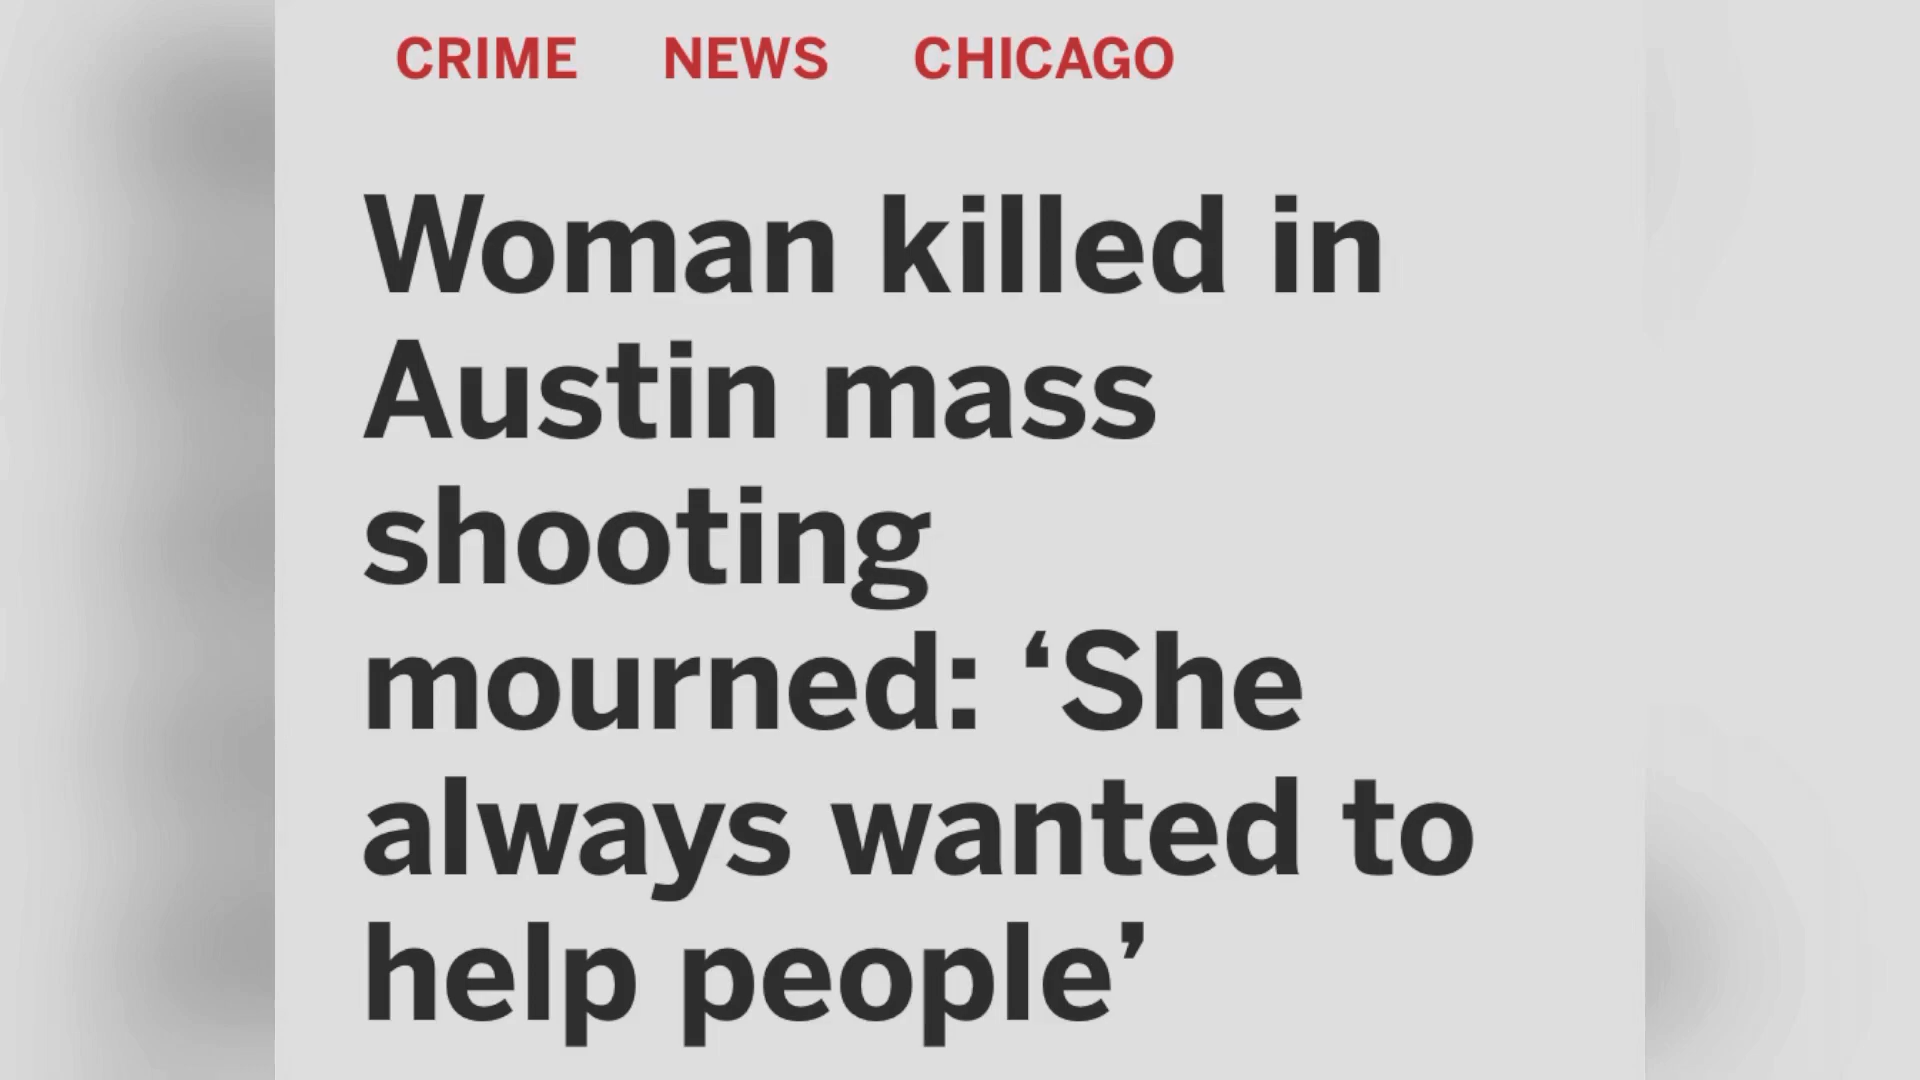 CRIME NEWS CHICAGO
Woman killed in
Austin mass
shooting
mourned: ‘She
always wanted to
help people’